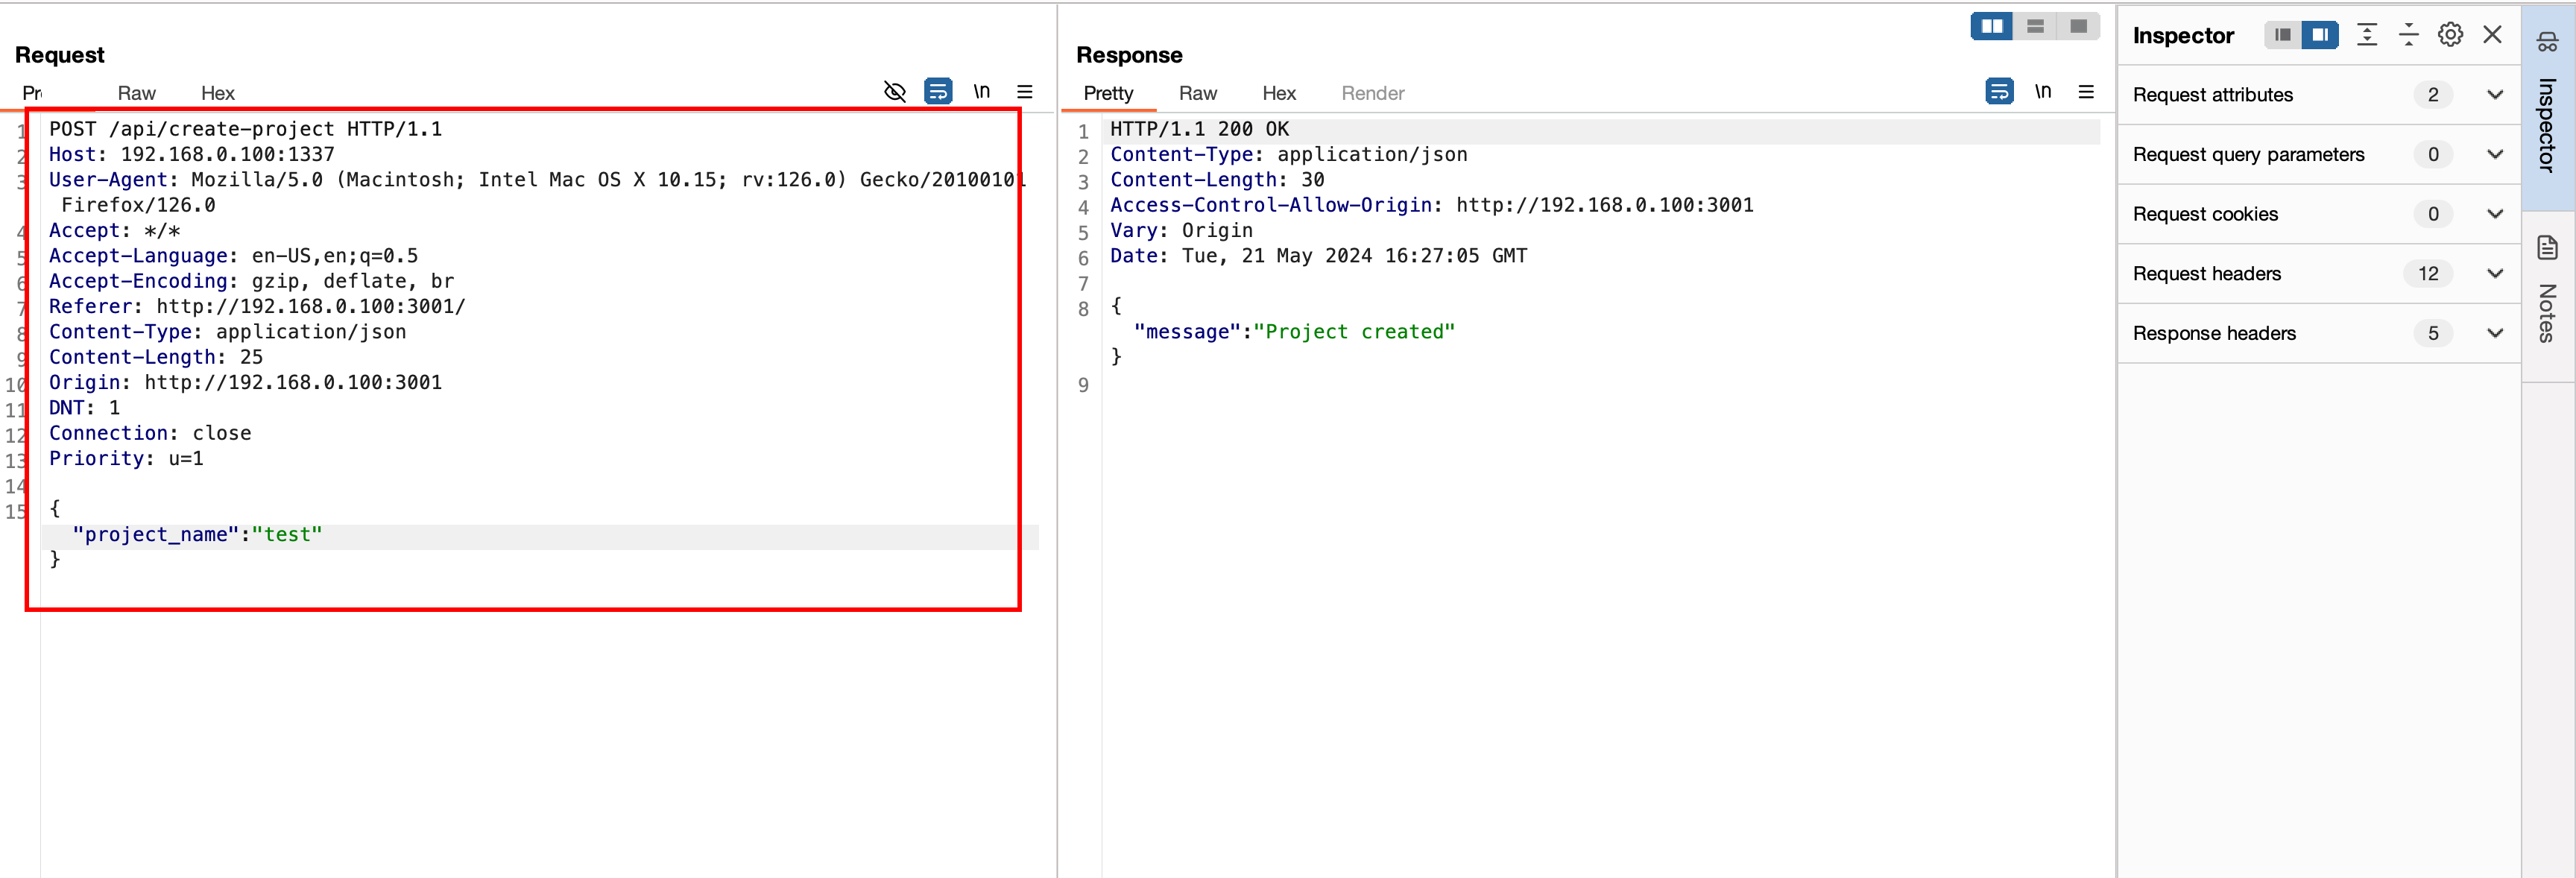 Request
Pr Raw Hex \n
1 POST /api/create-project HTTP/1.1
2 Host: 192.168.0.100:1337
3 User-Agent: Mozilla/5.0 (Macintosh; Intel Mac OS X 10.15; rv:126.0) Gecko/20100101
Firefox/126.0
4 Accept: */*
5 Accept-Language: en-US,en;q=0.5
6 Accept-Encoding: gzip, deflate, br
7 Referer: http://192.168.0.100:3001/
8 Content-Type: application/json
9 Content-Length: 25
10 Origin: http://192.168.0.100:3001
11 DNT: 1
12 Connection: close
13 Priority: u=1
14
15 {
"project_name":"test"
}
Response
Pretty Raw Hex Render \n
1 HTTP/1.1 200 OK
2 Content-Type: application/json
3 Content-Length: 30
4 Access-Control-Allow-Origin: http://192.168.0.100:3001
5 Vary: Origin
6 Date: Tue, 21 May 2024 16:27:05 GMT
7
8 {
"message":"Project created"
}
9
Inspector
Request attributes 2
Request query parameters 0
Request cookies 0
Request headers 12
Response headers 5
Inspector
Notes